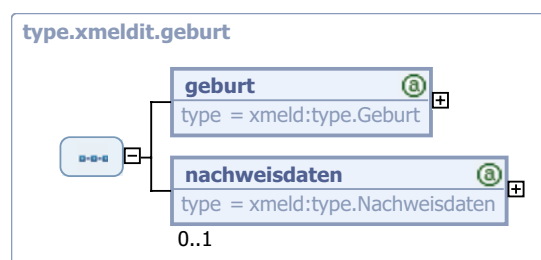 type.xmeldit.geburt
geburt
type = xmeld:type.Geburt
nachweisdaten
type = xmeld:type.Nachweisdaten
0..1